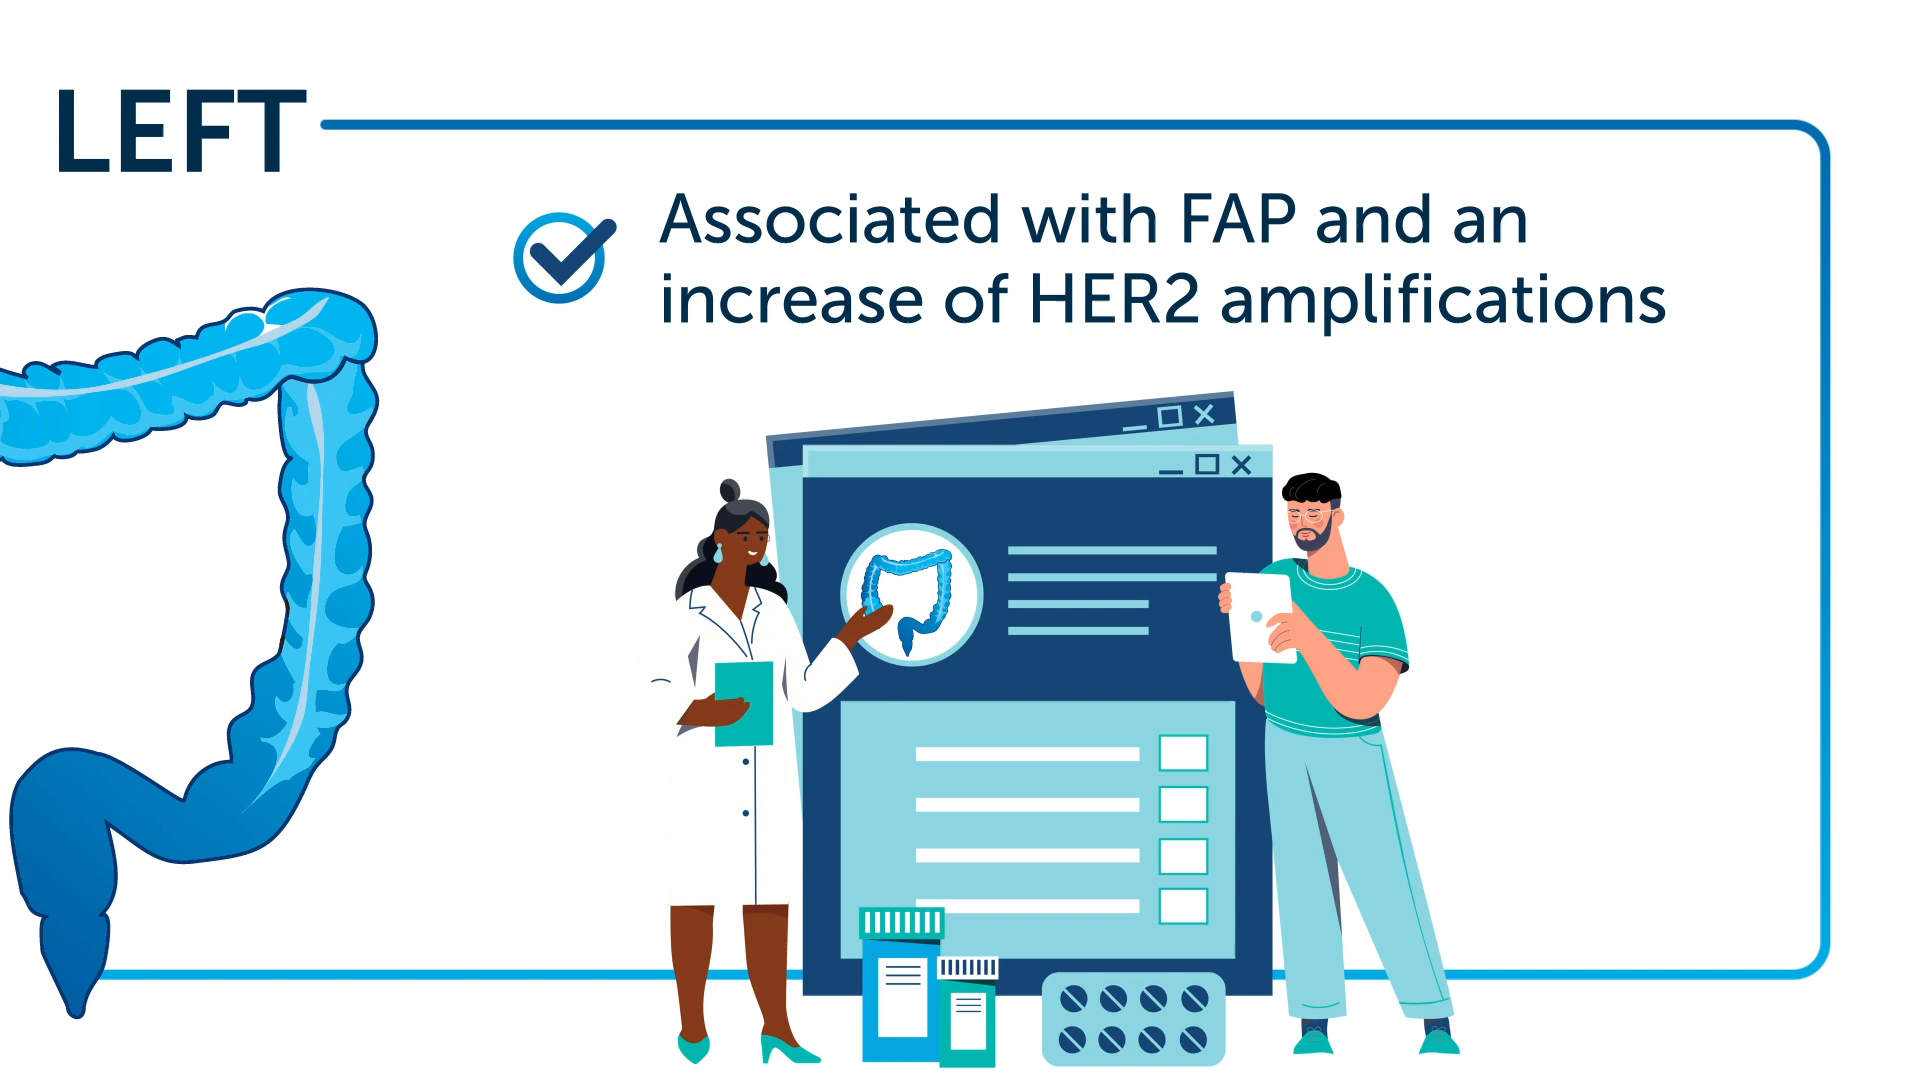 LEFT
Associated with FAP and an
increase of HER2 amplifications